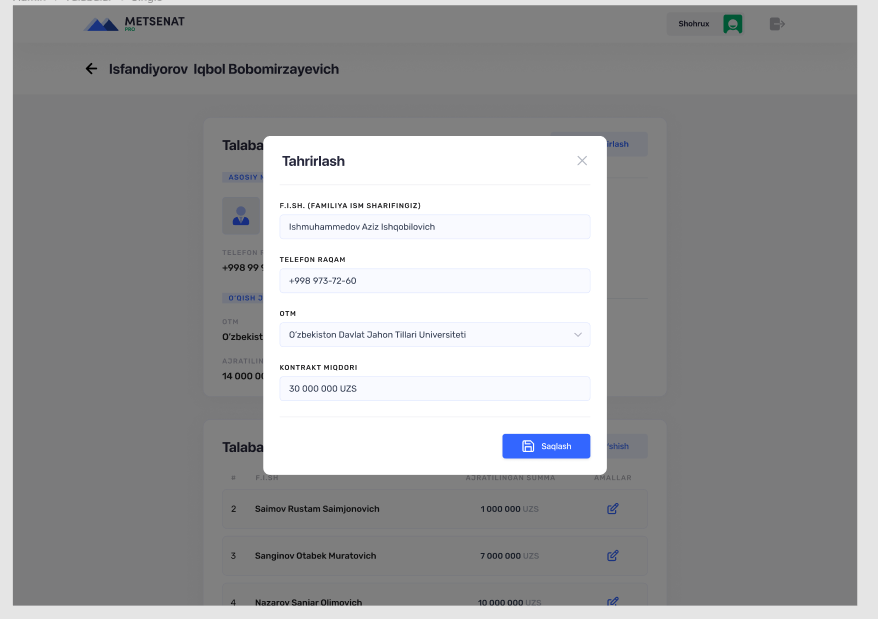 METSENAT
PRO
Shohrux
Isfandiyorov Iqbol Bobomirzayevich
Talaba
ASOSIY
Tahrirlash
F.I.SH. (FAMILIYA ISM SHARIFINGIZ)
Ishmuhammedov Aziz Ishqobilovich
TELEFON
+998 99 9
TELEFON RAQAM
+998 973-72-60
O'QISH J
OTM
O'zbekist
OTM
O'zbekiston Davlat Jahon Tillari Universiteti
AJRATILIN
14 000 00
KONTRAKT MIQDORI
30 000 000 UZS
Saqlash
Talaba
# F.I.SH AJRATILINGAN SUMMA AMALLAR
2 Saimov Rustam Saimjonovich 1 000 000 UZS
3 Sanginov Otabek Muratovich 7 000 000 UZS
4 Nazarov Sanjar Olimovich 10 000 000 UZS